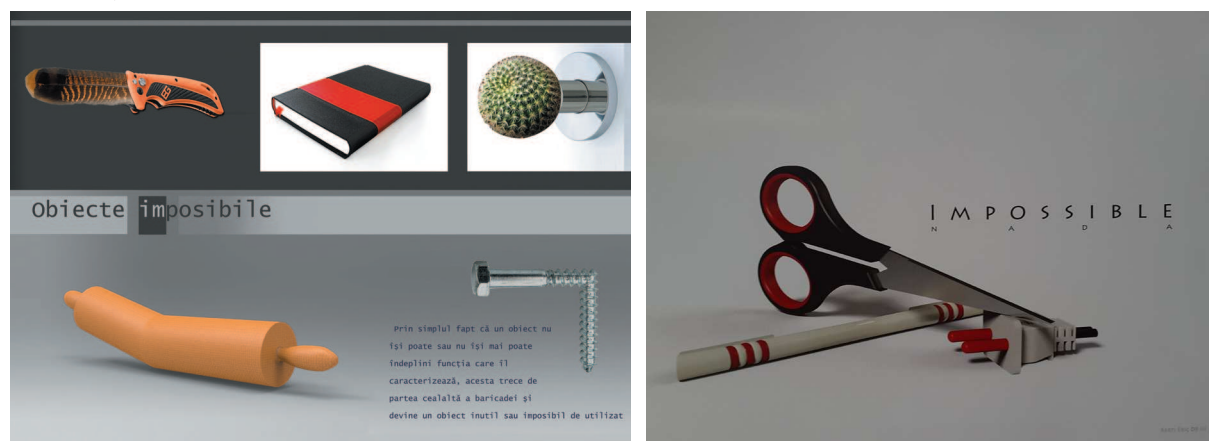 Obiecte imposibile
Prin simplul fapt că un obiect nu
își poate sau nu își mai poate
îndeplini funcția care îl
caracterizează, acesta trece de
partea cealaltă a baricadei și
devine un obiect inutil sau imposibil de utilizat
IMPOSSIBLE
NADA